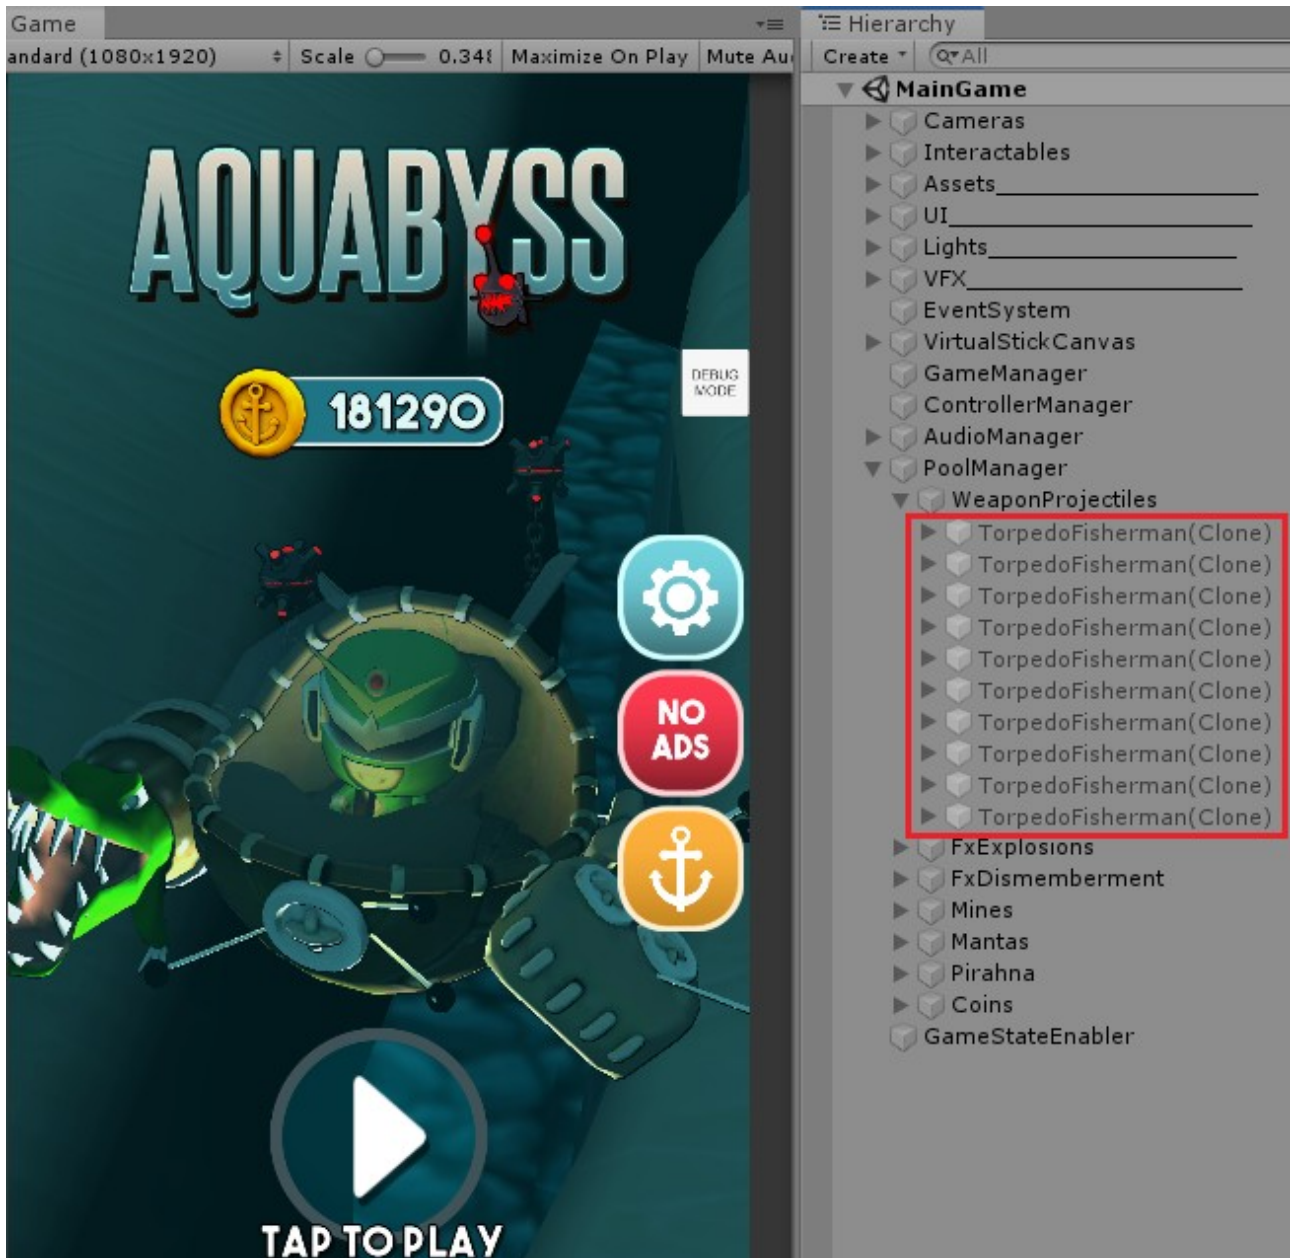 Game
andard (1080x1920)
Scale
0.34
Maximize On Play
Mute Au
AQUABYSS
181290
DEBUG
MODE
NO
ADS
TAP TO PLAY
Hierarchy
Create
All
MainGame
Cameras
Interactables
Assets
UI
Lights
VFX
EventSystem
VirtualStickCanvas
GameManager
ControllerManager
AudioManager
PoolManager
WeaponProjectiles
TorpedoFisherman(Clone)
TorpedoFisherman(Clone)
TorpedoFisherman(Clone)
TorpedoFisherman(Clone)
TorpedoFisherman(Clone)
TorpedoFisherman(Clone)
TorpedoFisherman(Clone)
TorpedoFisherman(Clone)
TorpedoFisherman(Clone)
TorpedoFisherman(Clone)
FxExplosions
FxDismemberment
Mines
Mantas
Pirahna
Coins
GameStateEnabler